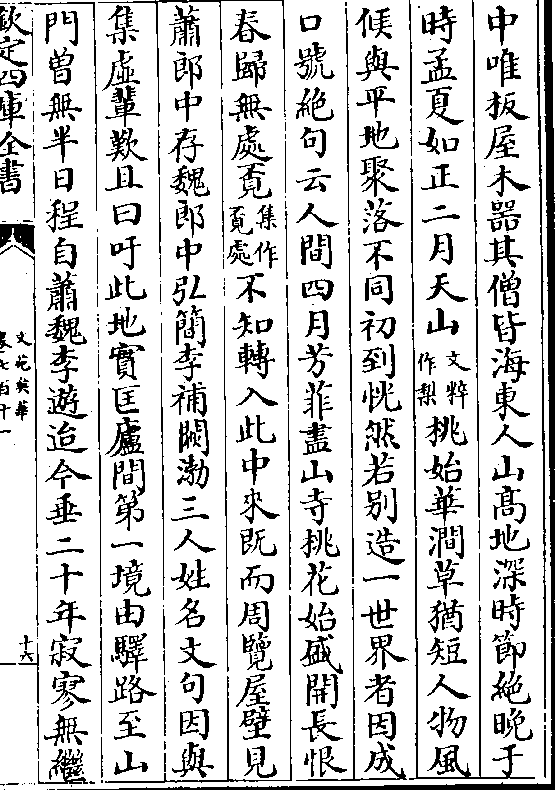 中唯板屋木器其僧皆海東人山髙地深時節絶晚于
時孟夏如正二月天山文粹作梨桃始華澗草猶短人物風
候與平地聚落不同初到恍然若别造一世界者因成
口號絶句云人間四月芳菲盡山寺桃花始盛開長恨
春歸無處覔集作覔處不知轉入此中來既而周覽屋壁見
蕭郎中存魏郎中弘簡李補闕渤三人姓名文句因與
集虚輩歎且曰吁此地實匡廬間第一境由驛路至山
門曽無半日程自蕭魏李遊迨今垂二十年寂寥無繼
欽定四庫全書
文苑英華
卷七百十一
十六